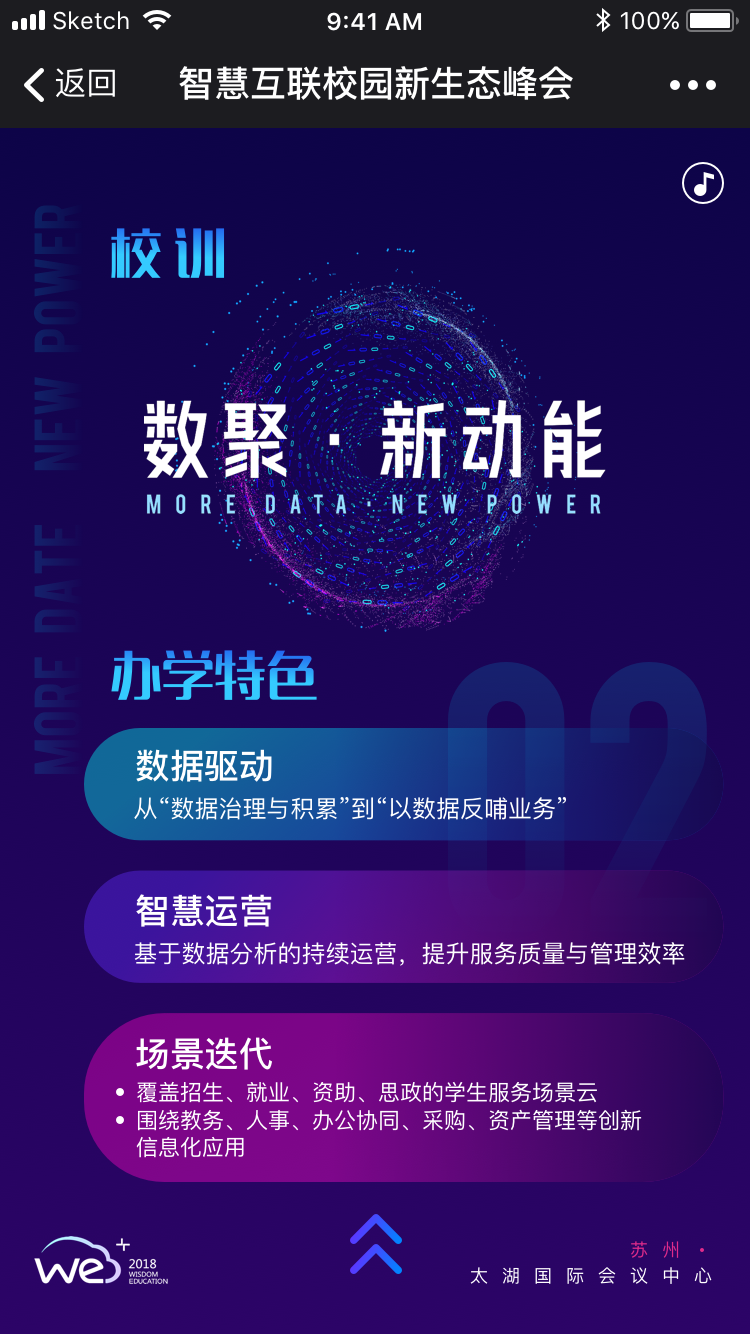 Sketch 9:41 AM 100%
返回 智慧互联校园新生态峰会
校训
数聚·新动能
MORE DATA·NEW POWER
MORE DATE NEW POWER
办学特色
02
数据驱动
从“数据治理与积累”到“以数据反哺业务”
智慧运营
基于数据分析的持续运营，提升服务质量与管理效率
场景迭代
• 覆盖招生、就业、资助、思政的学生服务场景云
• 围绕教务、人事、办公协同、采购、资产管理等创新
信息化应用
we+ 2018
WISDOM
EDUCATION
苏州·
太湖国际会议中心